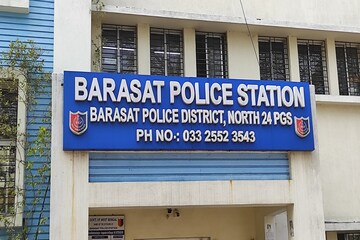 BARASAT POLICE STATION
BARASAT POLICE DISTRICT, NORTH 24 PGS
PH NO-: 033 2552 3543